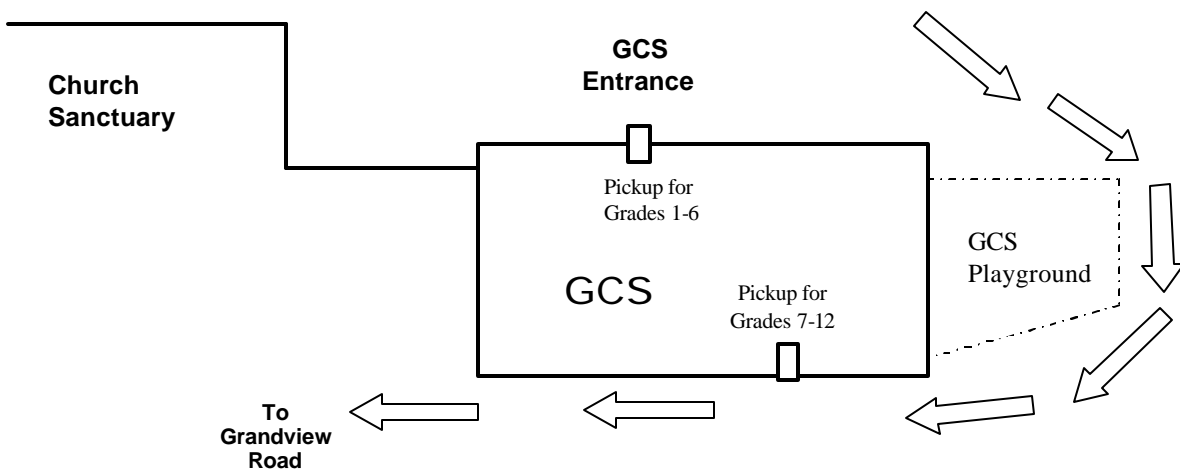 Church
Sanctuary
GCS
Entrance
Pickup for
Grades 1-6
GCS
Playground
GCS
Pickup for
Grades 7-12
To
Grandview
Road